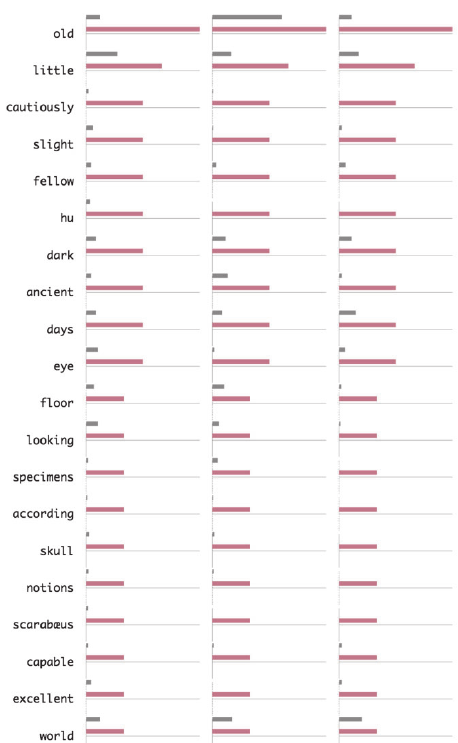 old
little
cautiously
slight
fellow
hu
dark
ancient
days
eye
floor
looking
specimens
according
skull
notions
scarabæus
capable
excellent
world